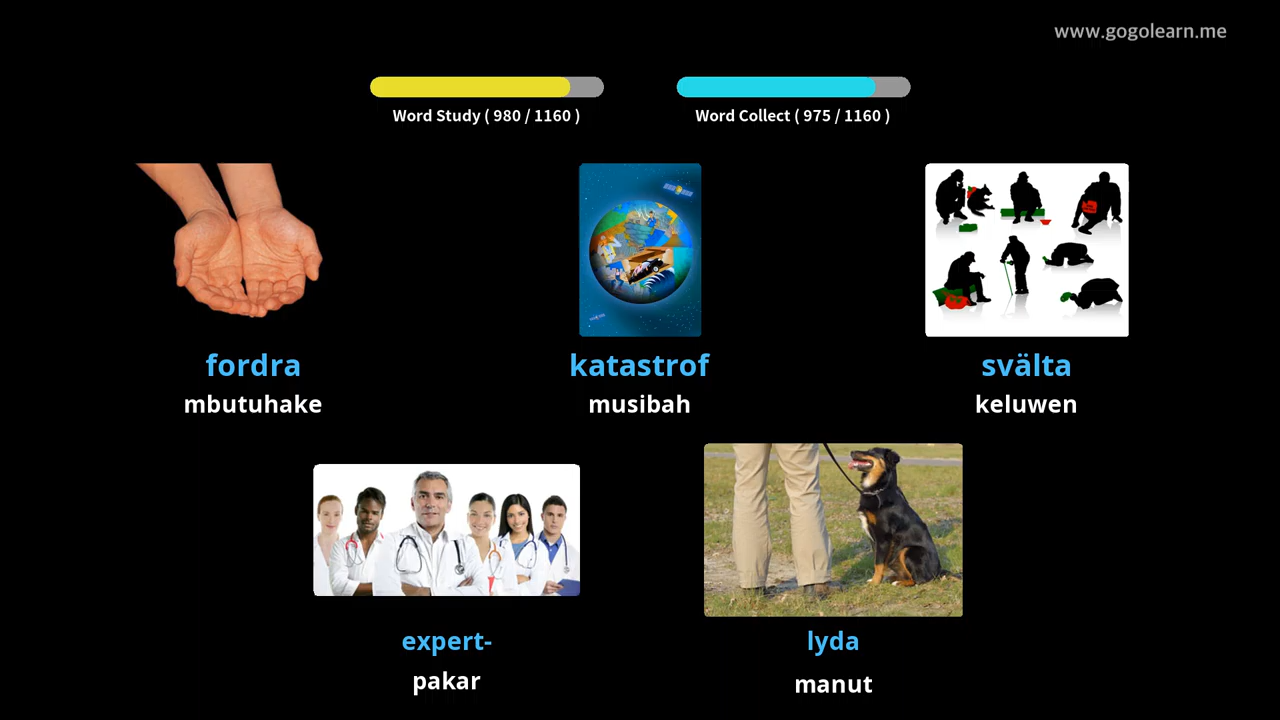 www.gogolearn.me
Word Study ( 980 / 1160 )
Word Collect ( 975 / 1160 )
fordra
mbutuhake
katastrof
musibah
svälta
keluwen
expert-
pakar
lyda
manut